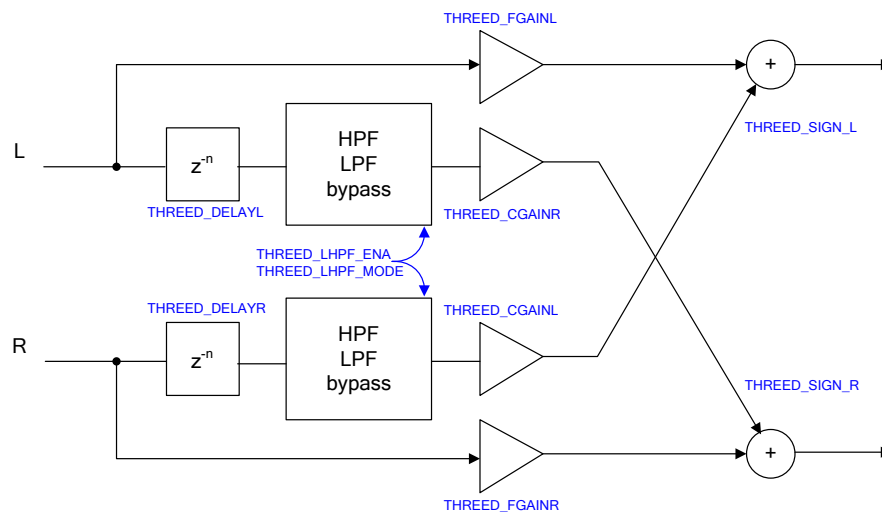 THREED_FGAINL
+
THREED_SIGN_L
L
z-n
HPF
LPF
bypass
THREED_DELAYL
THREED_CGAINR
THREED_LHPF_ENA
THREED_LHPF_MODE
THREED_DELAYR
THREED_CGAINL
R
z-n
HPF
LPF
bypass
THREED_SIGN_R
+
THREED_FGAINR